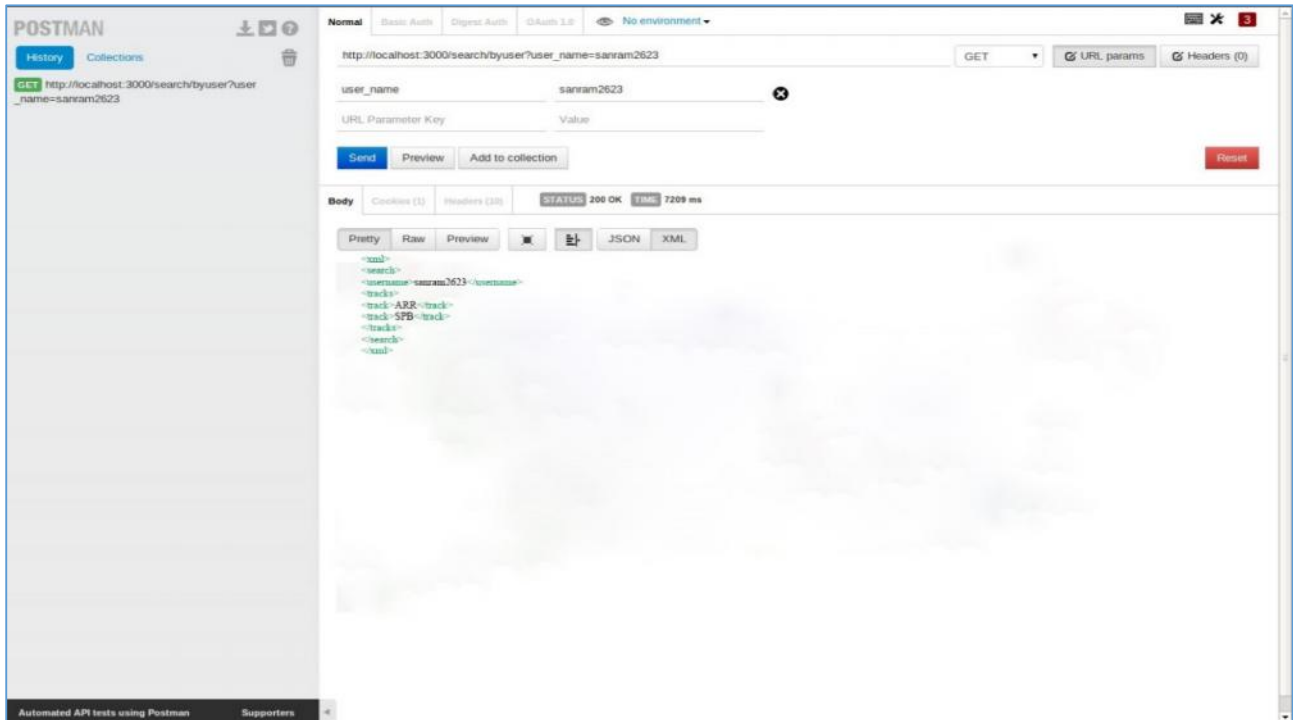 POSTMAN
History Collections
GET http://localhost:3000/search/byuser?user
_name=sanram2623
Normal Basic Auth Digest Auth OAuth 1.0 No environment 3
http://localhost:3000/search/byuser?user_name=sanram2623 GET URL params Headers (0)
user_name sanram2623
URL Parameter Key Value
Send Preview Add to collection Reset
Body Cookies (1) Headers (10) STATUS 200 OK TIME 7209 ms
Pretty Raw Preview JSON XML
<xml>
<search>
<username>sanram2623</username>
<tracks>
<track>ARR</track>
<track>SPB</track>
</tracks>
</search>
</xml>
Automated API tests using Postman Supporters